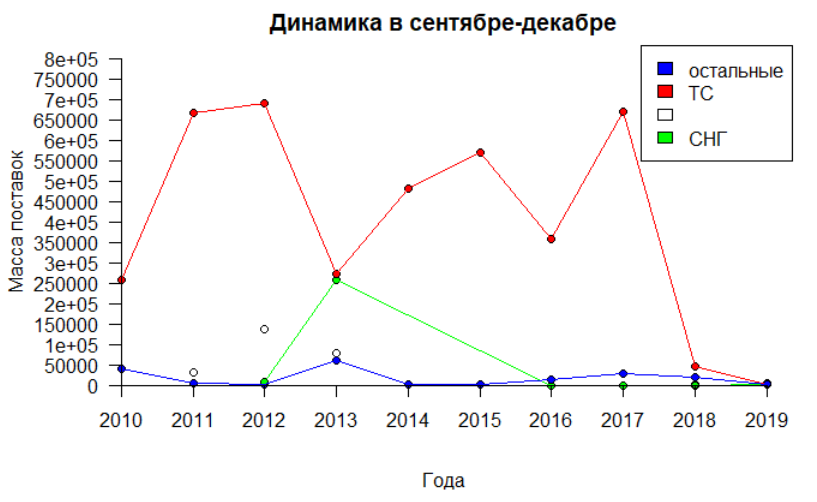 Динамика в сентябре-декабре
остальные
ТС
СНГ
Масса поставок
8e+05
750000
7e+05
650000
6e+05
550000
5e+05
450000
4e+05
350000
3e+05
250000
2e+05
150000
1e+05
50000
0
2010 2011 2012 2013 2014 2015 2016 2017 2018 2019
Года